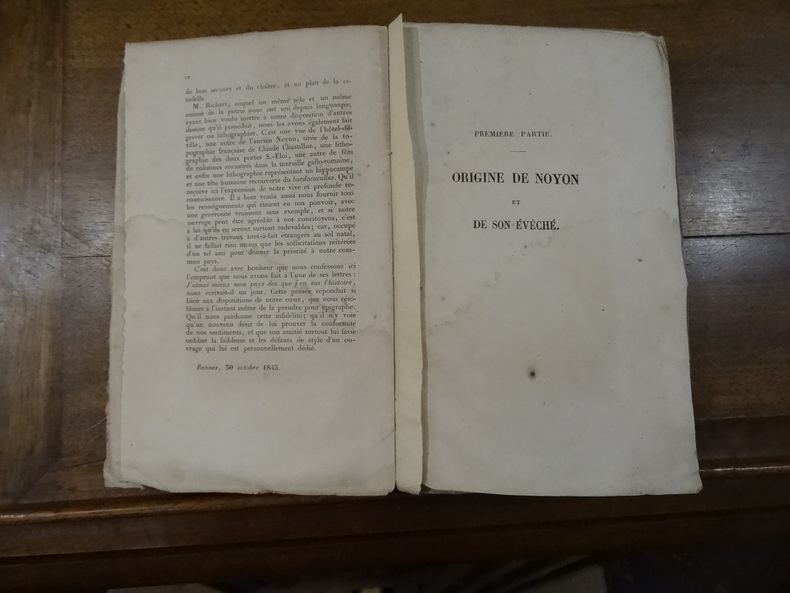 de bon secours et du cloître, et un plan de la ca-
tadelle.
M. Richart, auquel un même zèle et un même
amour de la patrie nous ont uni depuis longtemps,
ayant bien voulu mettre à notre disposition d'autres
dessins qu'il possédait, nous les avons également fait
graver ou lithographier. C'est une vue de l'hôtel-de-
ville, une autre de l'ancien Noyon, tirée de la to-
pographie française de Claude Chastillon, une litho-
graphie des deux portes S.-Eloi, une autre de fûts
de colonnes encastrés dans la muraille gallo-romaine,
et enfin une lithographie représentant un hippocampe
et une tête humaine recouverte du bardocucullus. Qu'il
reçoive ici l'expression de notre vive et profonde re-
connaissance. Il a bien voulu aussi nous fournir tous
les renseignements qui étaient en son pouvoir, avec
une générosité vraiment sans exemple, et si notre
ouvrage peut être agréable à nos concitoyens, c'est
à lui qu'ils en seront surtout redevables; car, occupé
à d'autres travaux tout-à-fait étrangers au sol natal,
il ne fallait rien moins que les sollicitations réitérées
d'un tel ami pour donner la priorité à notre com-
mun pays.
C'est donc avec bonheur que nous confessons ici
l'emprunt que nous avons fait à l'une de ses lettres :
J'aimai mieux mon pays dès que j'en sus l'histoire,
nous écrivait-il un jour. Cette pensée répondait si
bien aux dispositions de notre cœur, que nous réso-
lûmes à l'instant même de la prendre pour épigraphe.
Qu'il nous pardonne cette infidélité; qu'il n'y voie
qu'un nouveau désir de lui prouver la conformité
de nos sentiments, et que son amitié surtout lui fasse
oublier la faiblesse et les défauts de style d'un ou-
vrage qui lui est personnellement dédié.
30 octobre 1845.
PREMIÈRE PARTIE.
ORIGINE DE NOYON
ET
DE SON ÉVÊCHÉ.